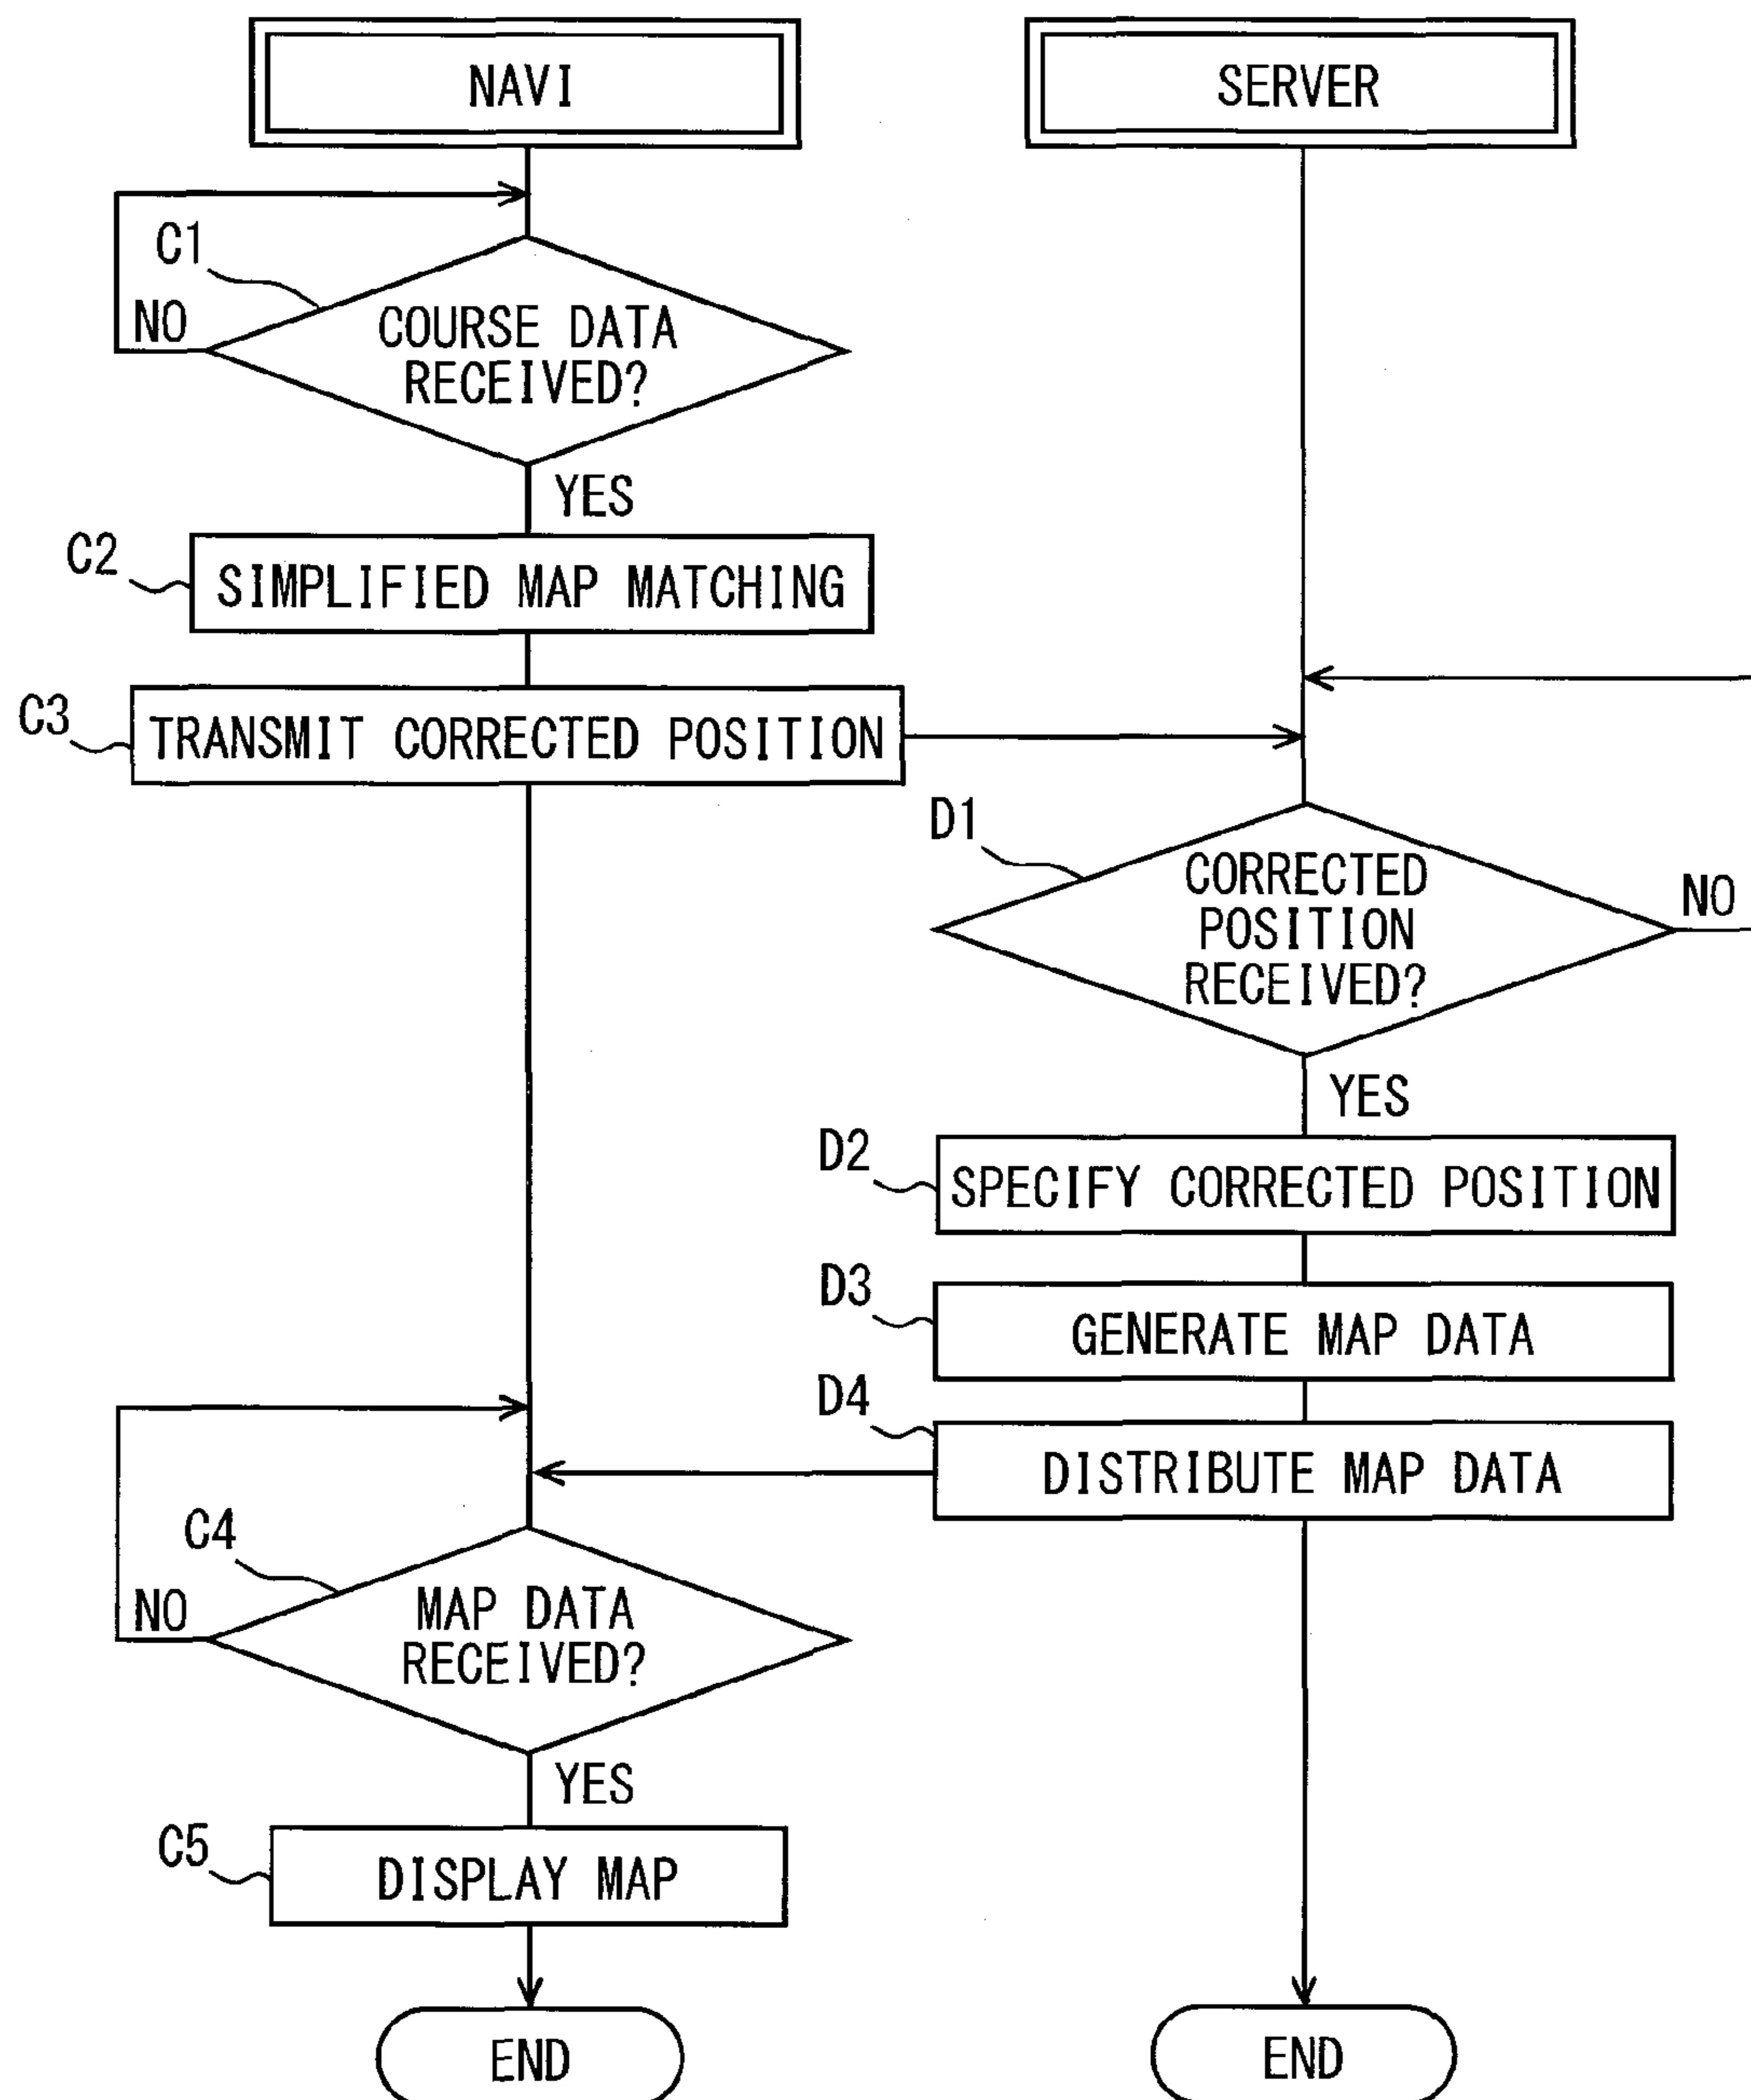 NAVI
SERVER
C1
NO
COURSE DATA
RECEIVED?
YES
C2
SIMPLIFIED MAP MATCHING
C3
TRANSMIT CORRECTED POSITION
D1
CORRECTED
POSITION
RECEIVED?
NO
YES
D2
SPECIFY CORRECTED POSITION
D3
GENERATE MAP DATA
D4
DISTRIBUTE MAP DATA
C4
NO
MAP DATA
RECEIVED?
YES
C5
DISPLAY MAP
END
END